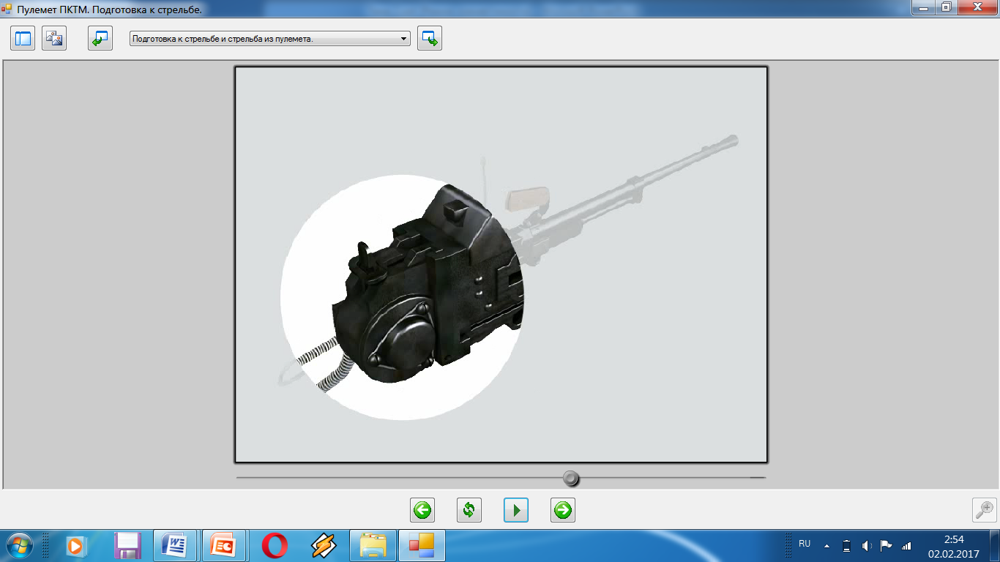 Пулемет ПКТМ. Подготовка к стрельбе.
Подготовка к стрельбе и стрельба из пулемета.
RU
2:54
02.02.2017